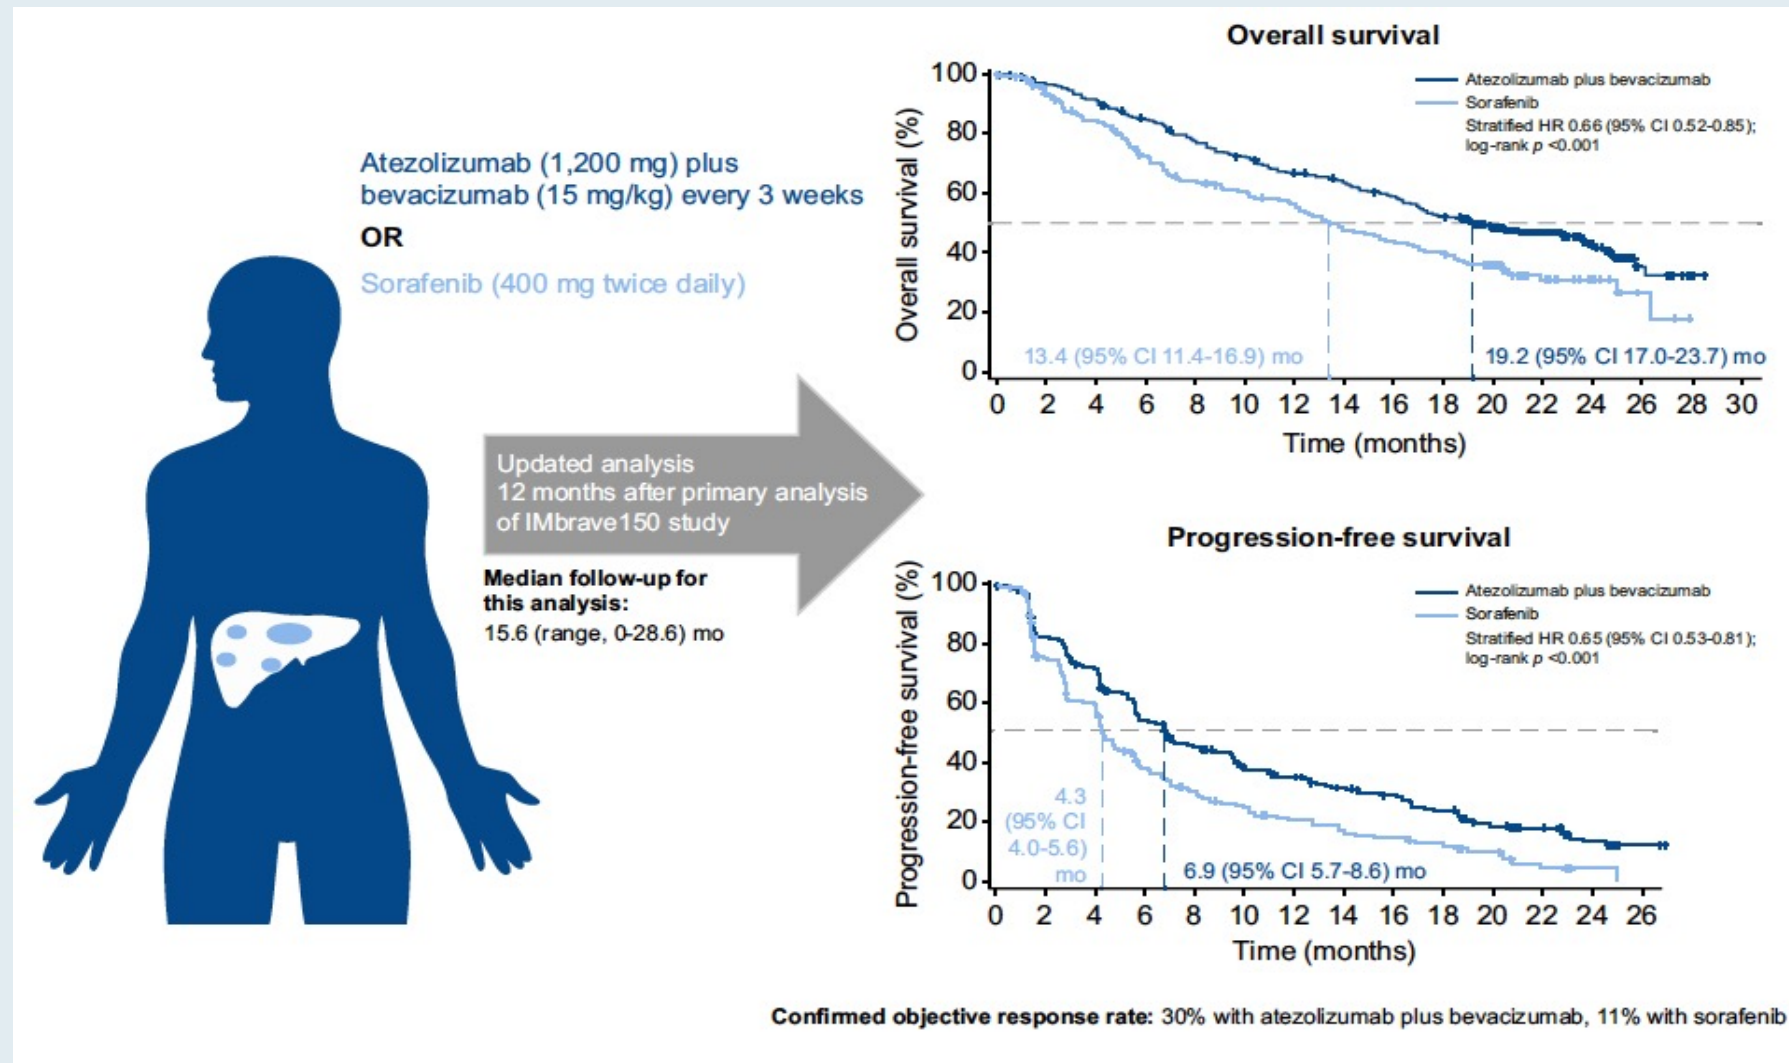 Atezolizumab (1,200 mg) plus
bevacizumab (15 mg/kg) every 3 weeks
OR
Sorafenib (400 mg twice daily)
Updated analysis
12 months after primary analysis
of IMbrave150 study
Median follow-up for
this analysis:
15.6 (range, 0-28.6) mo
Overall survival
Overall survival (%)
100
80
60
40
20
0
Atezolizumab plus bevacizumab
Sorafenib
Stratified HR 0.66 (95% CI 0.52-0.85);
log-rank p <0.001
13.4 (95% CI 11.4-16.9) mo
19.2 (95% CI 17.0-23.7) mo
0 2 4 6 8 10 12 14 16 18 20 22 24 26 28 30
Time (months)
Progression-free survival
Progression-free survival (%)
100
80
60
40
20
0
Atezolizumab plus bevacizumab
Sorafenib
Stratified HR 0.65 (95% CI 0.53-0.81);
log-rank p <0.001
4.3
(95% CI
4.0-5.6)
mo
6.9 (95% CI 5.7-8.6) mo
0 2 4 6 8 10 12 14 16 18 20 22 24 26
Time (months)
Confirmed objective response rate: 30% with atezolizumab plus bevacizumab, 11% with sorafenib